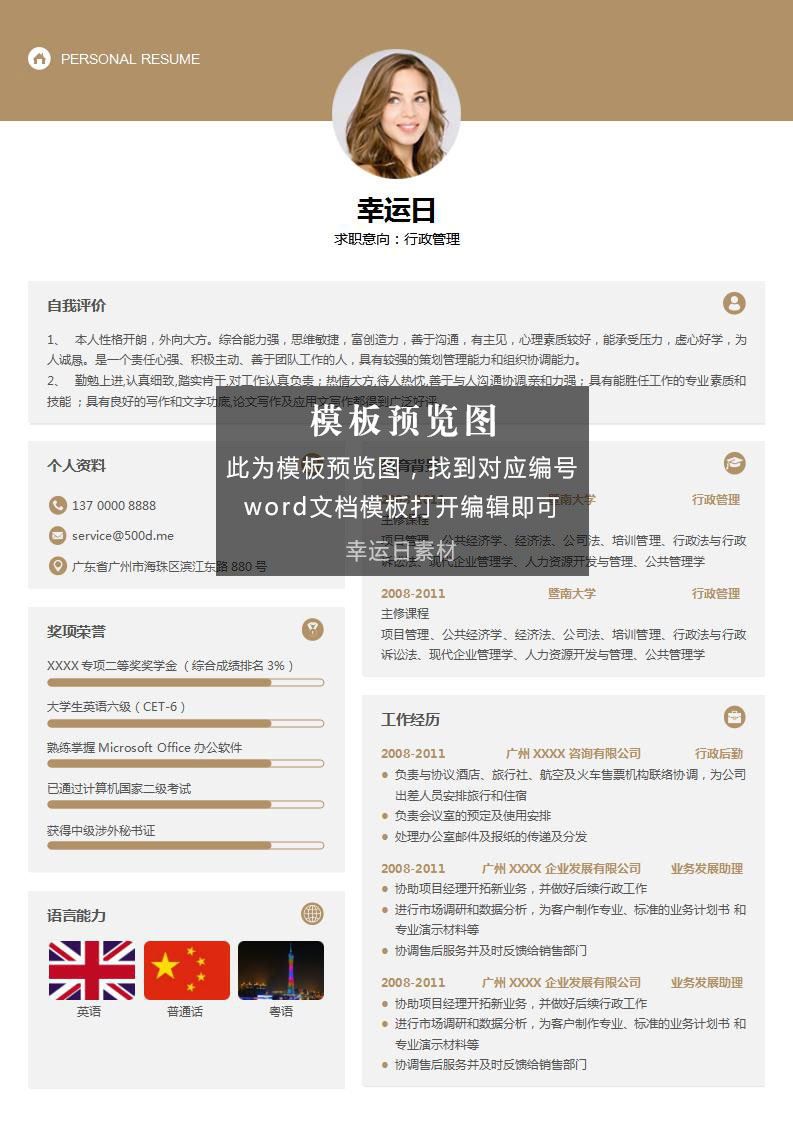 PERSONAL RESUME
幸运日
求职意向：行政管理
自我评价
1、 本人性格开朗，外向大方。综合能力强，思维敏捷，富创造力，善于沟通，有主见，心理素质较好，能承受压力，虚心好学，为
人诚恳。是一个责任心强、积极主动、善于团队工作的人，具有较强的策划管理能力和组织协调能力。
2、 勤勉上进,认真细致,踏实肯干,对工作认真负责；热情大方,待人热忱,善于与人沟通协调亲和力强；具有能胜任工作的专业素质和
技能；具有良好的写作和文字功底,论文写作及应用文写作都得到广泛好评
模板预览图
此为模板预览图，找到对应编号
word文档模板打开编辑即可
幸运日素材
个人资料
137 0000 8888
service@500d.me
广东省广州市海珠区滨江东路 880 号
奖项荣誉
XXXX 专项二等奖奖学金（综合成绩排名 3%）
大学生英语六级（CET-6）
熟练掌握 Microsoft Office 办公软件
已通过计算机国家二级考试
获得中级涉外秘书证
语言能力
英语 普通话 粤语
暨南大学 行政管理
主修课程
项目管理、公共经济学、经济法、公司法、培训管理、行政法与行政
诉讼法、现代企业管理学、人力资源开发与管理、公共管理学
2008-2011 暨南大学 行政管理
主修课程
项目管理、公共经济学、经济法、公司法、培训管理、行政法与行政
诉讼法、现代企业管理学、人力资源开发与管理、公共管理学
工作经历
2008-2011 广州 XXXX 咨询有限公司 行政后勤
● 负责与协议酒店、旅行社、航空及火车售票机构联络协调，为公司
出差人员安排旅行和住宿
● 负责会议室的预定及使用安排
● 处理办公室邮件及报纸的传递及分发
2008-2011 广州 XXXX 企业发展有限公司 业务发展助理
● 协助项目经理开拓新业务，并做好后续行政工作
● 进行市场调研和数据分析，为客户制作专业、标准的业务计划书 和
专业演示材料等
● 协调售后服务并及时反馈给销售部门
2008-2011 广州 XXXX 企业发展有限公司 业务发展助理
● 协助项目经理开拓新业务，并做好后续行政工作
● 进行市场调研和数据分析，为客户制作专业、标准的业务计划书 和
专业演示材料等
● 协调售后服务并及时反馈给销售部门